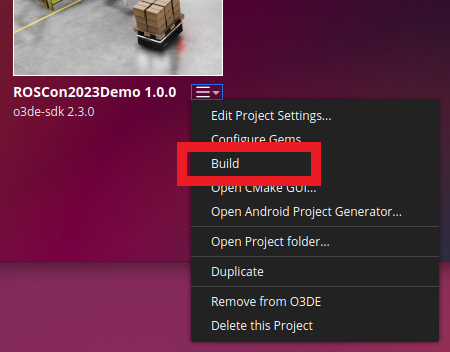 ROSCon2023Demo 1.0.0
o3de-sdk 2.3.0
Edit Project Settings...
Configure Gems...
Build
Open CMake GUI...
Open Android Project Generator...
Open Project folder...
Duplicate
Remove from O3DE
Delete this Project